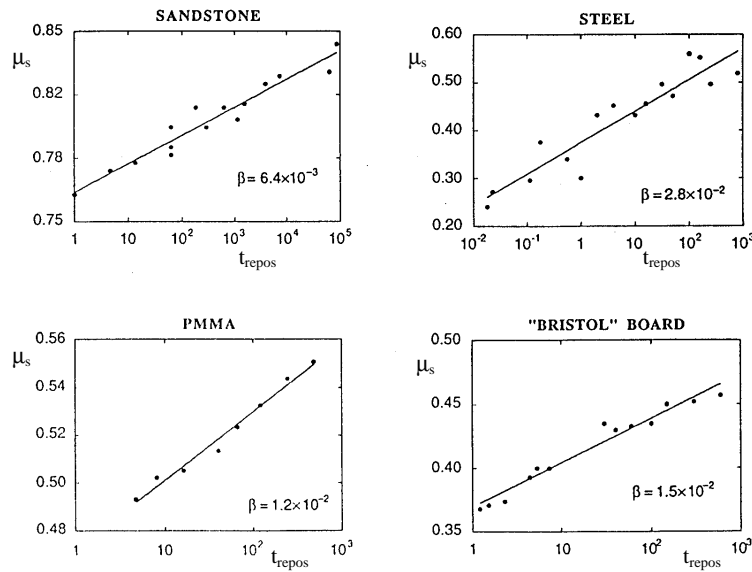 SANDSTONE
μs
0.85
0.82
0.78
0.75
β = 6.4×10⁻³
1 10 10² 10³ 10⁴ 10⁵
trepos
STEEL
μs
0.60
0.50
0.40
0.30
0.20
β = 2.8×10⁻²
10⁻² 10⁻¹ 1 10 10² 10³
trepos
PMMA
μs
0.56
0.54
0.52
0.50
0.48
β = 1.2×10⁻²
1 10 10² 10³
trepos
"BRISTOL" BOARD
μs
0.50
0.45
0.40
0.35
β = 1.5×10⁻²
1 10 10² 10³
trepos